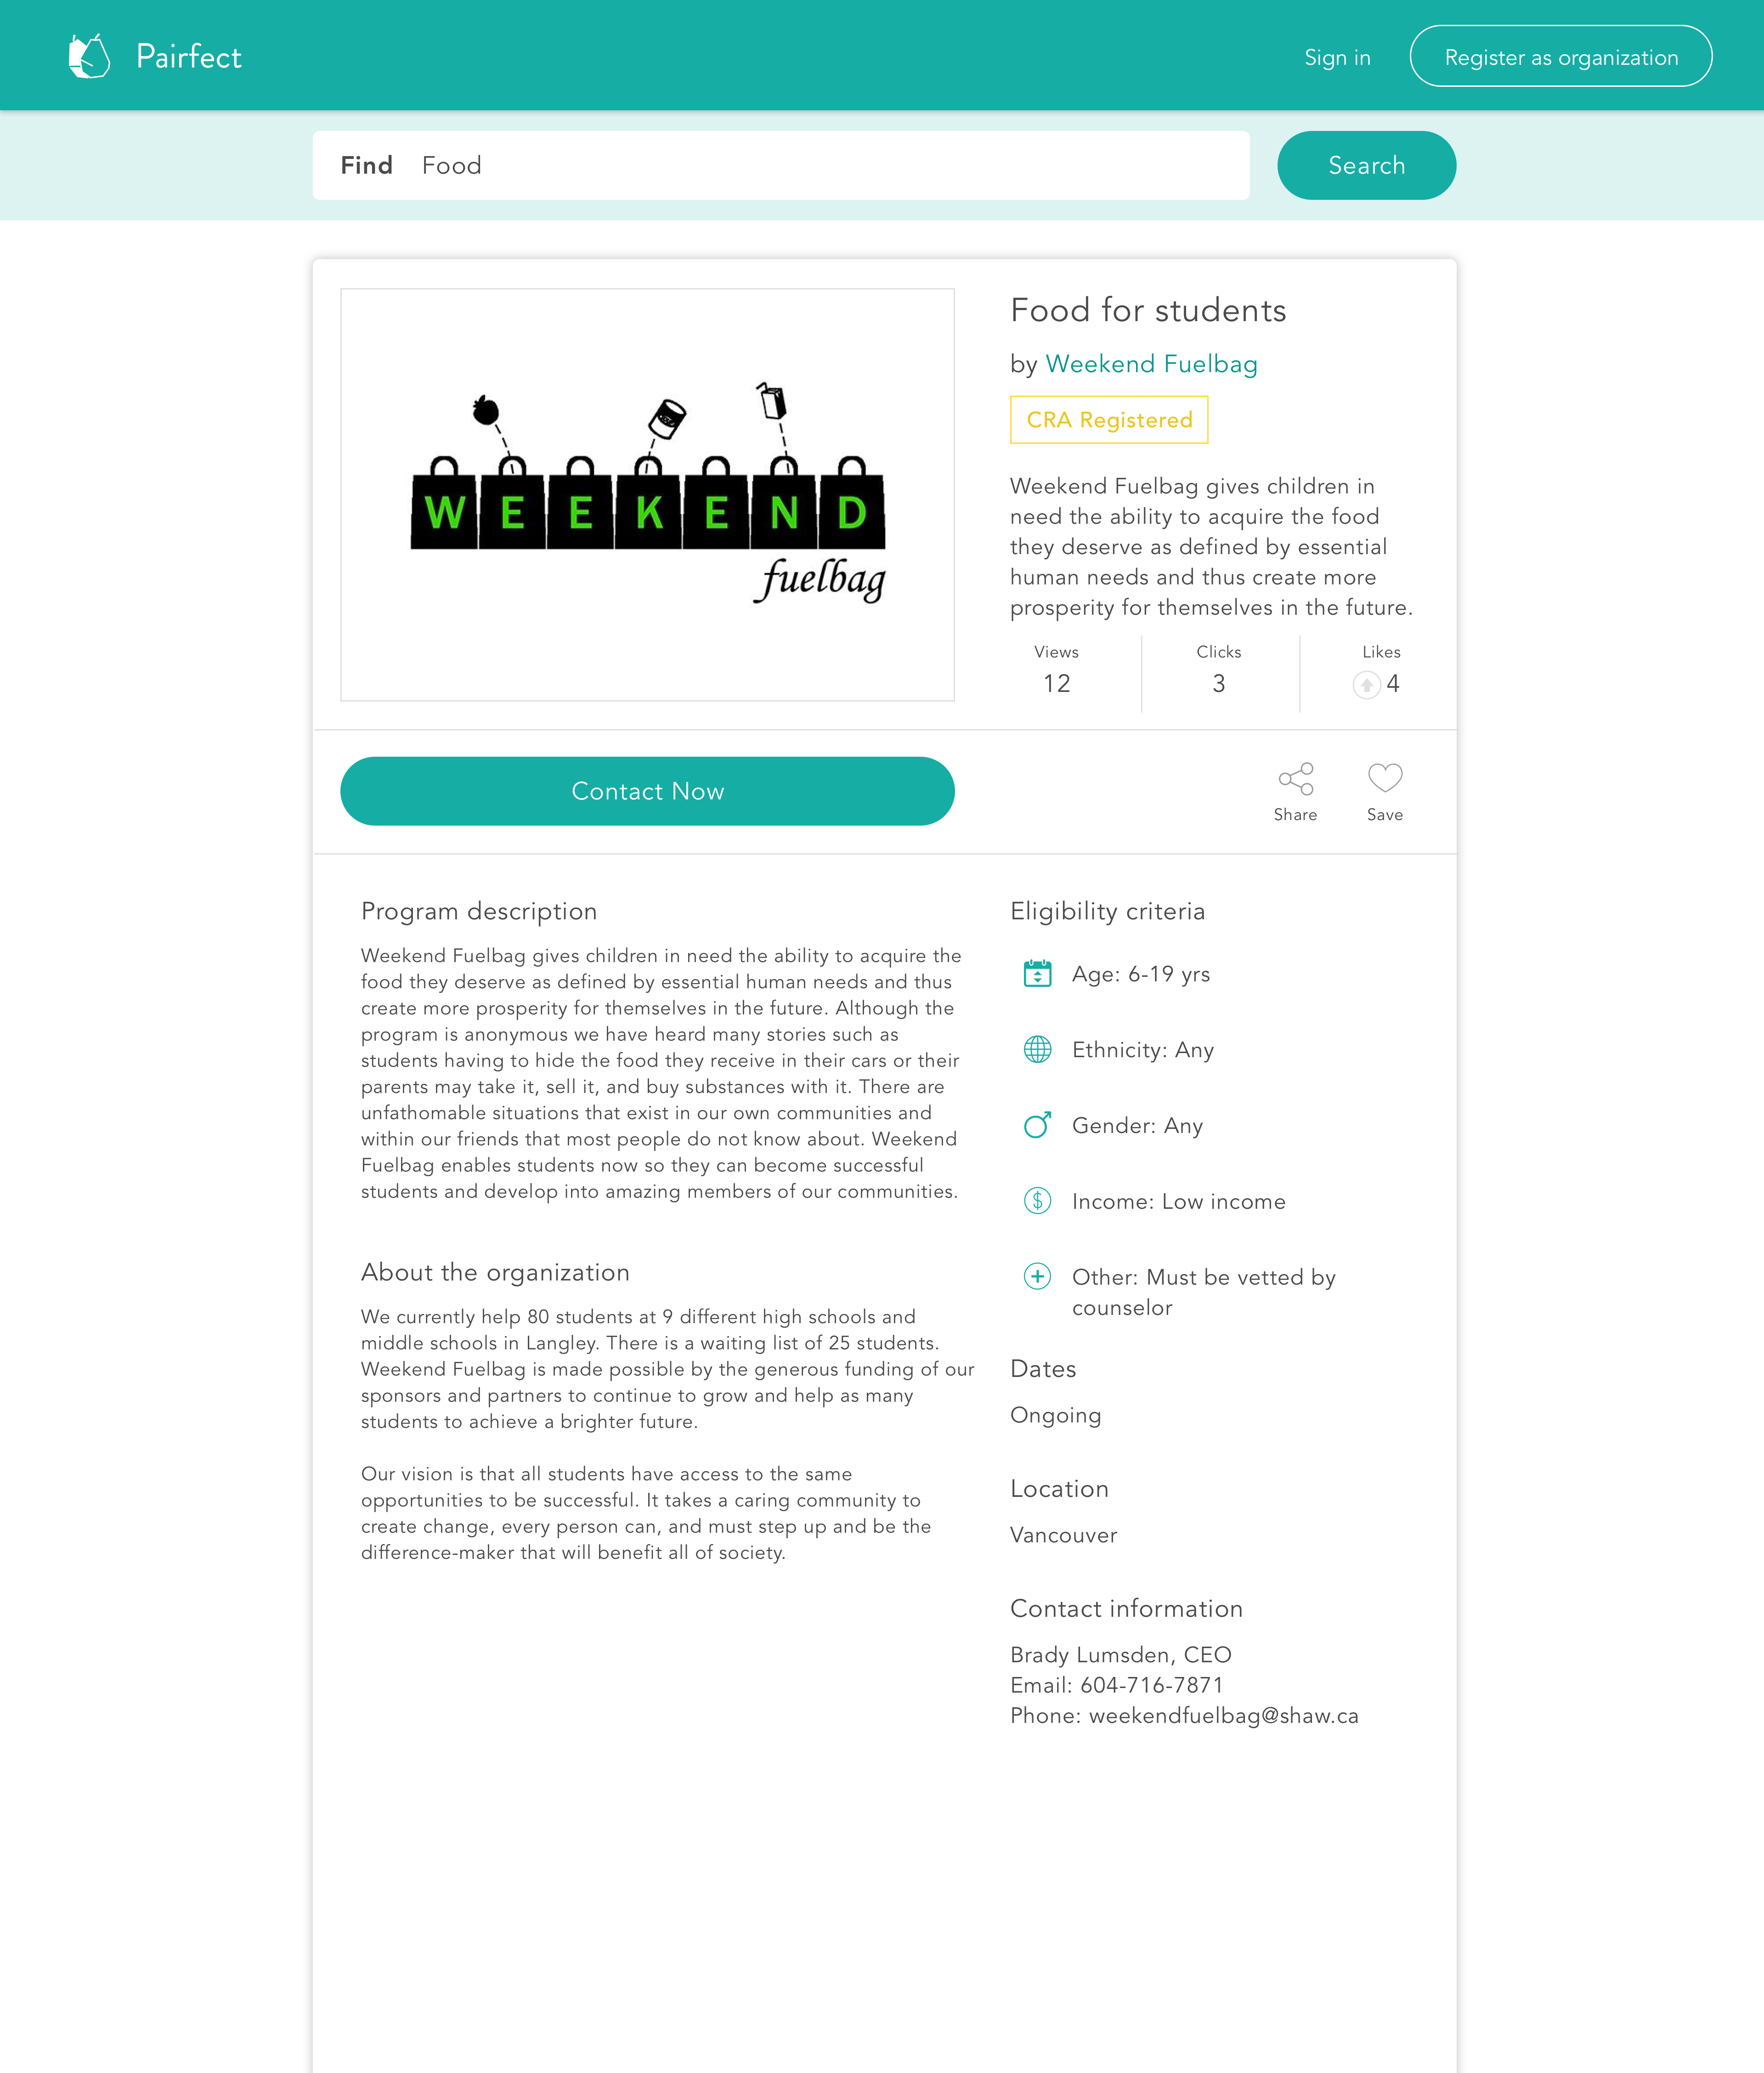 Pairfect
Sign in
Register as organization
Find Food
Search
WEEKEND
fuelbag
Food for students
by Weekend Fuelbag
CRA Registered
Weekend Fuelbag gives children in
need the ability to acquire the food
they deserve as defined by essential
human needs and thus create more
prosperity for themselves in the future.
Views
12
Clicks
3
Likes
4
Contact Now
Share
Save
Program description
Weekend Fuelbag gives children in need the ability to acquire the
food they deserve as defined by essential human needs and thus
create more prosperity for themselves in the future. Although the
program is anonymous we have heard many stories such as
students having to hide the food they receive in their cars or their
parents may take it, sell it, and buy substances with it. There are
unfathomable situations that exist in our own communities and
within our friends that most people do not know about. Weekend
Fuelbag enables students now so they can become successful
students and develop into amazing members of our communities.
About the organization
We currently help 80 students at 9 different high schools and
middle schools in Langley. There is a waiting list of 25 students.
Weekend Fuelbag is made possible by the generous funding of our
sponsors and partners to continue to grow and help as many
students to achieve a brighter future.
Our vision is that all students have access to the same
opportunities to be successful. It takes a caring community to
create change, every person can, and must step up and be the
difference-maker that will benefit all of society.
Eligibility criteria
Age: 6-19 yrs
Ethnicity: Any
Gender: Any
Income: Low income
Other: Must be vetted by
counselor
Dates
Ongoing
Location
Vancouver
Contact information
Brady Lumsden, CEO
Email: 604-716-7871
Phone: weekendfuelbag@shaw.ca